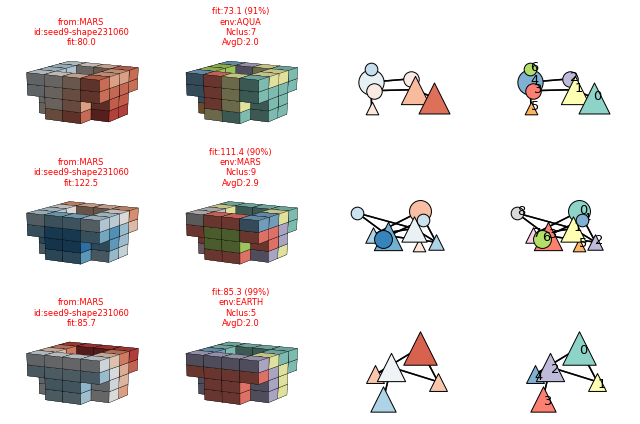 from:MARS
id:seed9-shape231060
fit:80.0
fit:73.1 (91%)
env:AQUA
Nclus:7
AvgD:2.0
6
4
2
3
1
0
5
from:MARS
id:seed9-shape231060
fit:122.5
fit:111.4 (90%)
env:MARS
Nclus:9
AvgD:2.9
8
0
4
1
7
6
5
2
from:MARS
id:seed9-shape231060
fit:85.7
fit:85.3 (99%)
env:EARTH
Nclus:5
AvgD:2.0
0
2
4
1
3